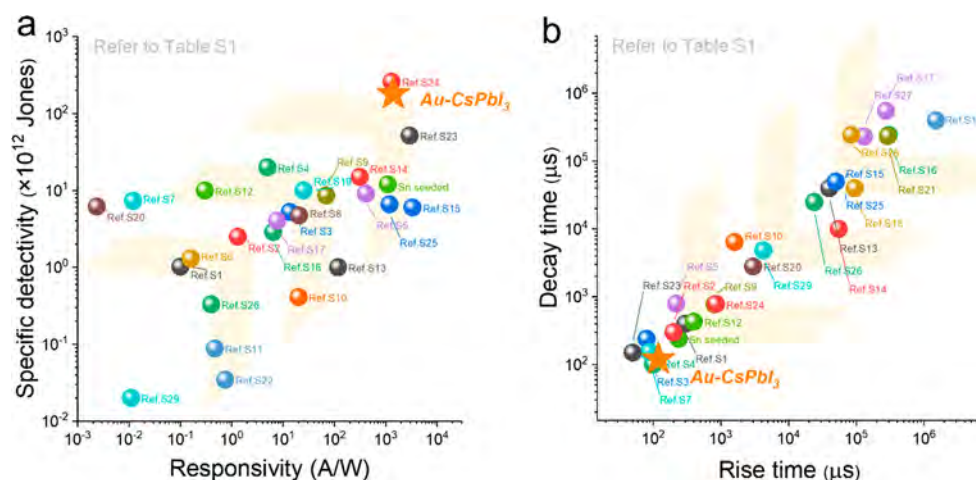 a
Refer to Table S1
Specific detectivity (×10¹² Jones)
10³
10²
10¹
10⁰
10⁻¹
10⁻²
10⁻³
10⁻²
10⁻¹
10⁰
10¹
10²
10³
10⁴
Responsivity (A/W)
Ref.S24
Au-CsPbI₃
Ref.S23
Ref.S4
Ref.S9
Ref.S14
Ref.S19
Sn seeded
Ref.S7
Ref.S12
Ref.S20
Ref.S8
Ref.S3
Ref.S15
Ref.S25
Ref.S17
Ref.S2
Ref.S16
Ref.S1
Ref.S13
Ref.S26
Ref.S10
Ref.S11
Ref.S22
Ref.S29
b
Refer to Table S1
Decay time (μs)
10⁶
10⁵
10⁴
10³
10²
10²
10³
10⁴
10⁵
10⁶
Rise time (μs)
Ref.S17
Ref.S27
Ref.S16
Ref.S21
Ref.S15
Ref.S25
Ref.S10
Ref.S13
Ref.S20
Ref.S29
Ref.S26
Ref.S14
Ref.S5
Ref.S23
Ref.S2
Ref.S9
Ref.S24
Ref.S12
Sn seeded
Ref.S1
Ref.S4
Au-CsPbI₃
Ref.S3
Ref.S7